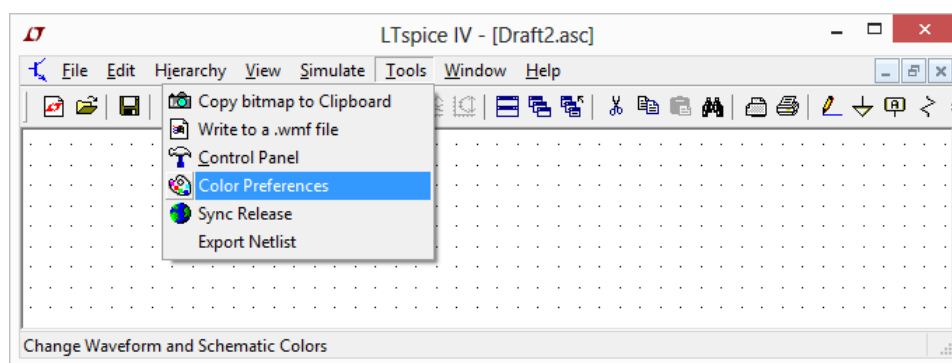 LTspice IV - [Draft2.asc]
File Edit Hierarchy View Simulate Tools Window Help
Copy bitmap to Clipboard
Write to a .wmf file
Control Panel
Color Preferences
Sync Release
Export Netlist
Change Waveform and Schematic Colors